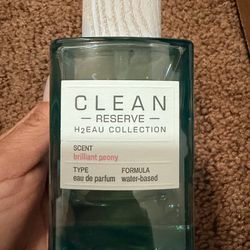 CLEAN
RESERVE
H₂EAU COLLECTION
SCENT
brilliant peony
TYPE FORMULA
eau de parfum water-based